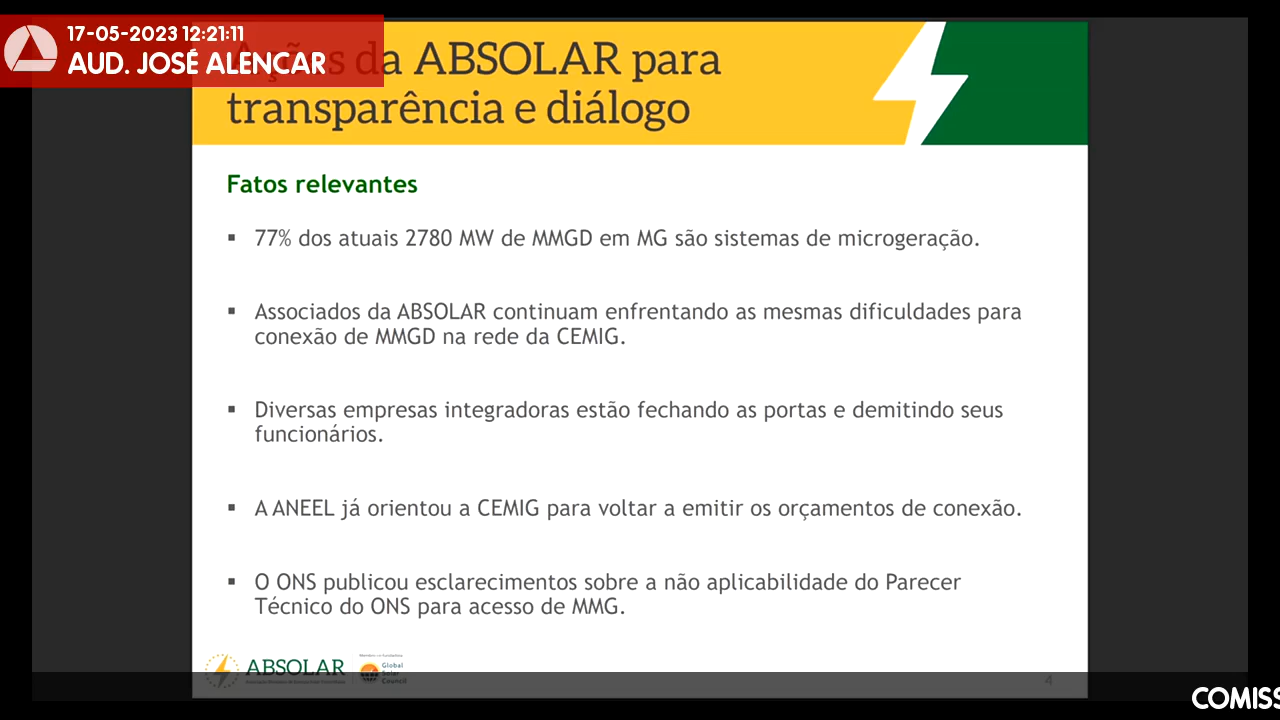 17-05-2023 12:21:11
AUD. JOSÉ ALENCAR
Ações da ABSOLAR para
transparência e diálogo
Fatos relevantes
▪ 77% dos atuais 2780 MW de MMGD em MG são sistemas de microgeração.
▪ Associados da ABSOLAR continuam enfrentando as mesmas dificuldades para
conexão de MMGD na rede da CEMIG.
▪ Diversas empresas integradoras estão fechando as portas e demitindo seus
funcionários.
▪ A ANEEL já orientou a CEMIG para voltar a emitir os orçamentos de conexão.
▪ O ONS publicou esclarecimentos sobre a não aplicabilidade do Parecer
Técnico do ONS para acesso de MMG.
ABSOLAR
Global
Solar
Council
4
COMISS